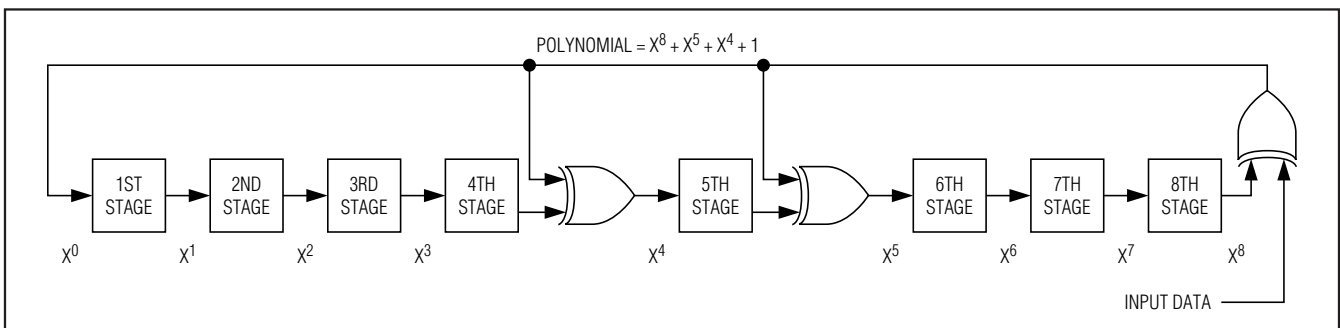 POLYNOMIAL = X⁸ + X⁵ + X⁴ + 1
1ST
STAGE
2ND
STAGE
3RD
STAGE
4TH
STAGE
5TH
STAGE
6TH
STAGE
7TH
STAGE
8TH
STAGE
X⁰
X¹
X²
X³
X⁴
X⁵
X⁶
X⁷
X⁸
INPUT DATA